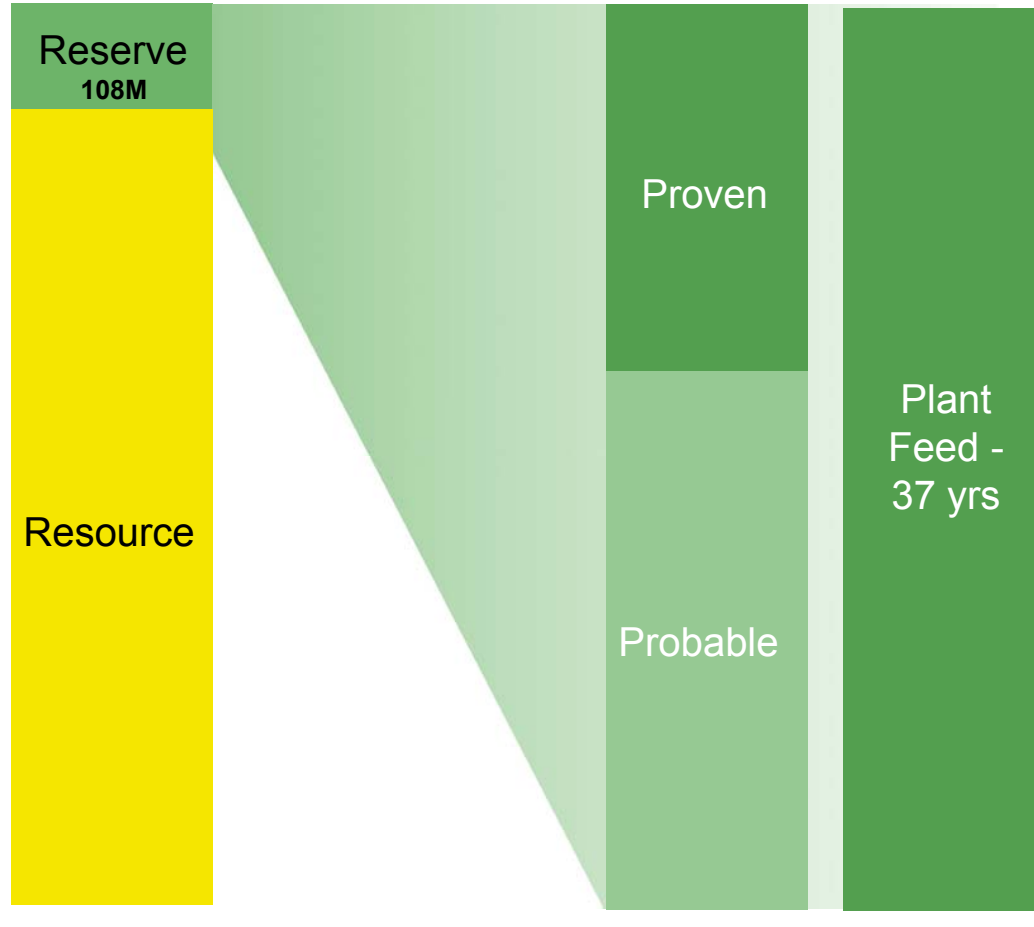 Reserve
108M
Resource
Proven
Probable
Plant
Feed -
37 yrs